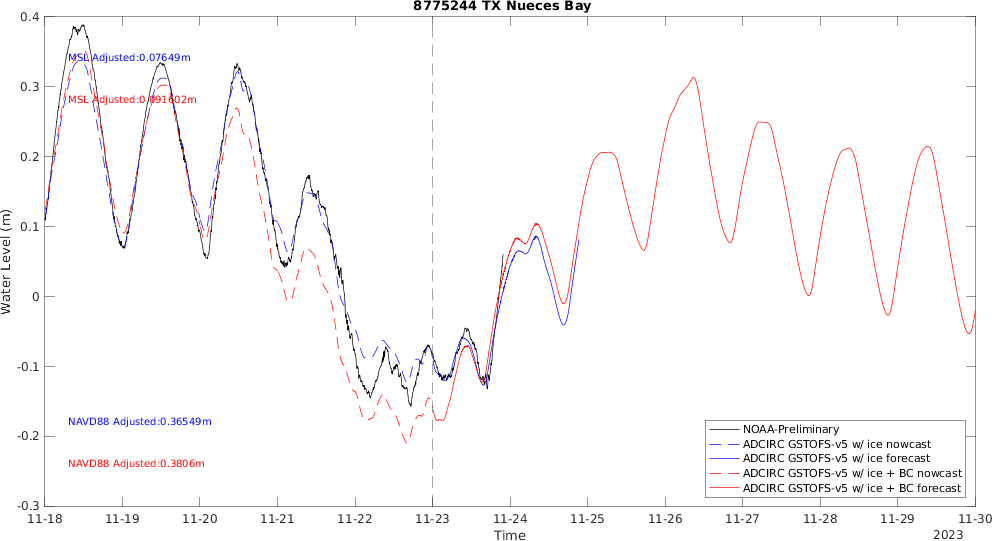 8775244 TX Nueces Bay
0.4
0.3
0.2
0.1
0
-0.1
-0.2
-0.3
Water Level (m)
MSL Adjusted:0.07649m
MSL Adjusted:0.091602m
NAVD88 Adjusted:0.36549m
NAVD88 Adjusted:0.3806m
NOAA-Preliminary
ADCIRC GSTOFS-v5 w/ ice nowcast
ADCIRC GSTOFS-v5 w/ ice forecast
ADCIRC GSTOFS-v5 w/ ice + BC nowcast
ADCIRC GSTOFS-v5 w/ ice + BC forecast
11-18 11-19 11-20 11-21 11-22 11-23 11-24 11-25 11-26 11-27 11-28 11-29 11-30
Time
2023